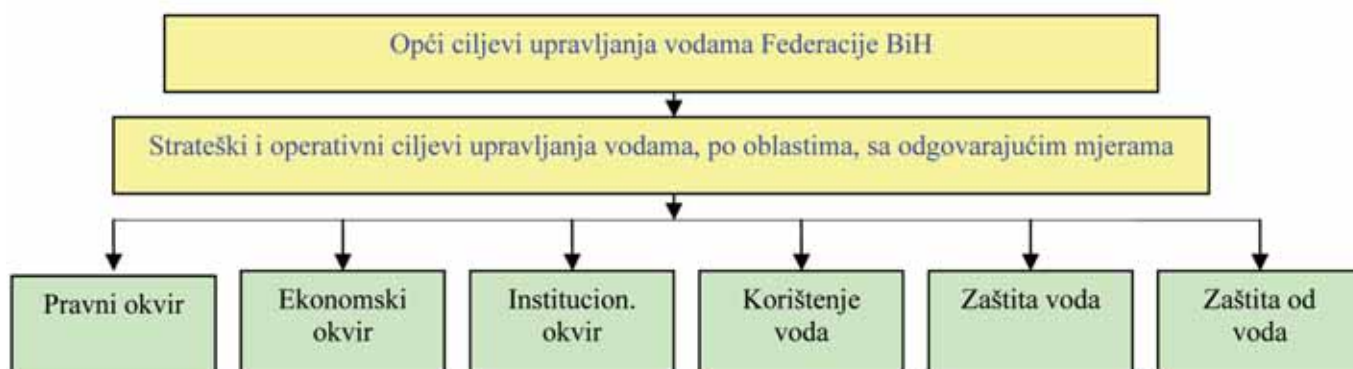 Opći ciljevi upravljanja vodama Federacije BiH
Strateški i operativni ciljevi upravljanja vodama, po oblastima, sa odgovarajućim mjerama
Pravni okvir
Ekonomski
okvir
Institucion.
okvir
Korištenje
voda
Zaštita voda
Zaštita od
voda